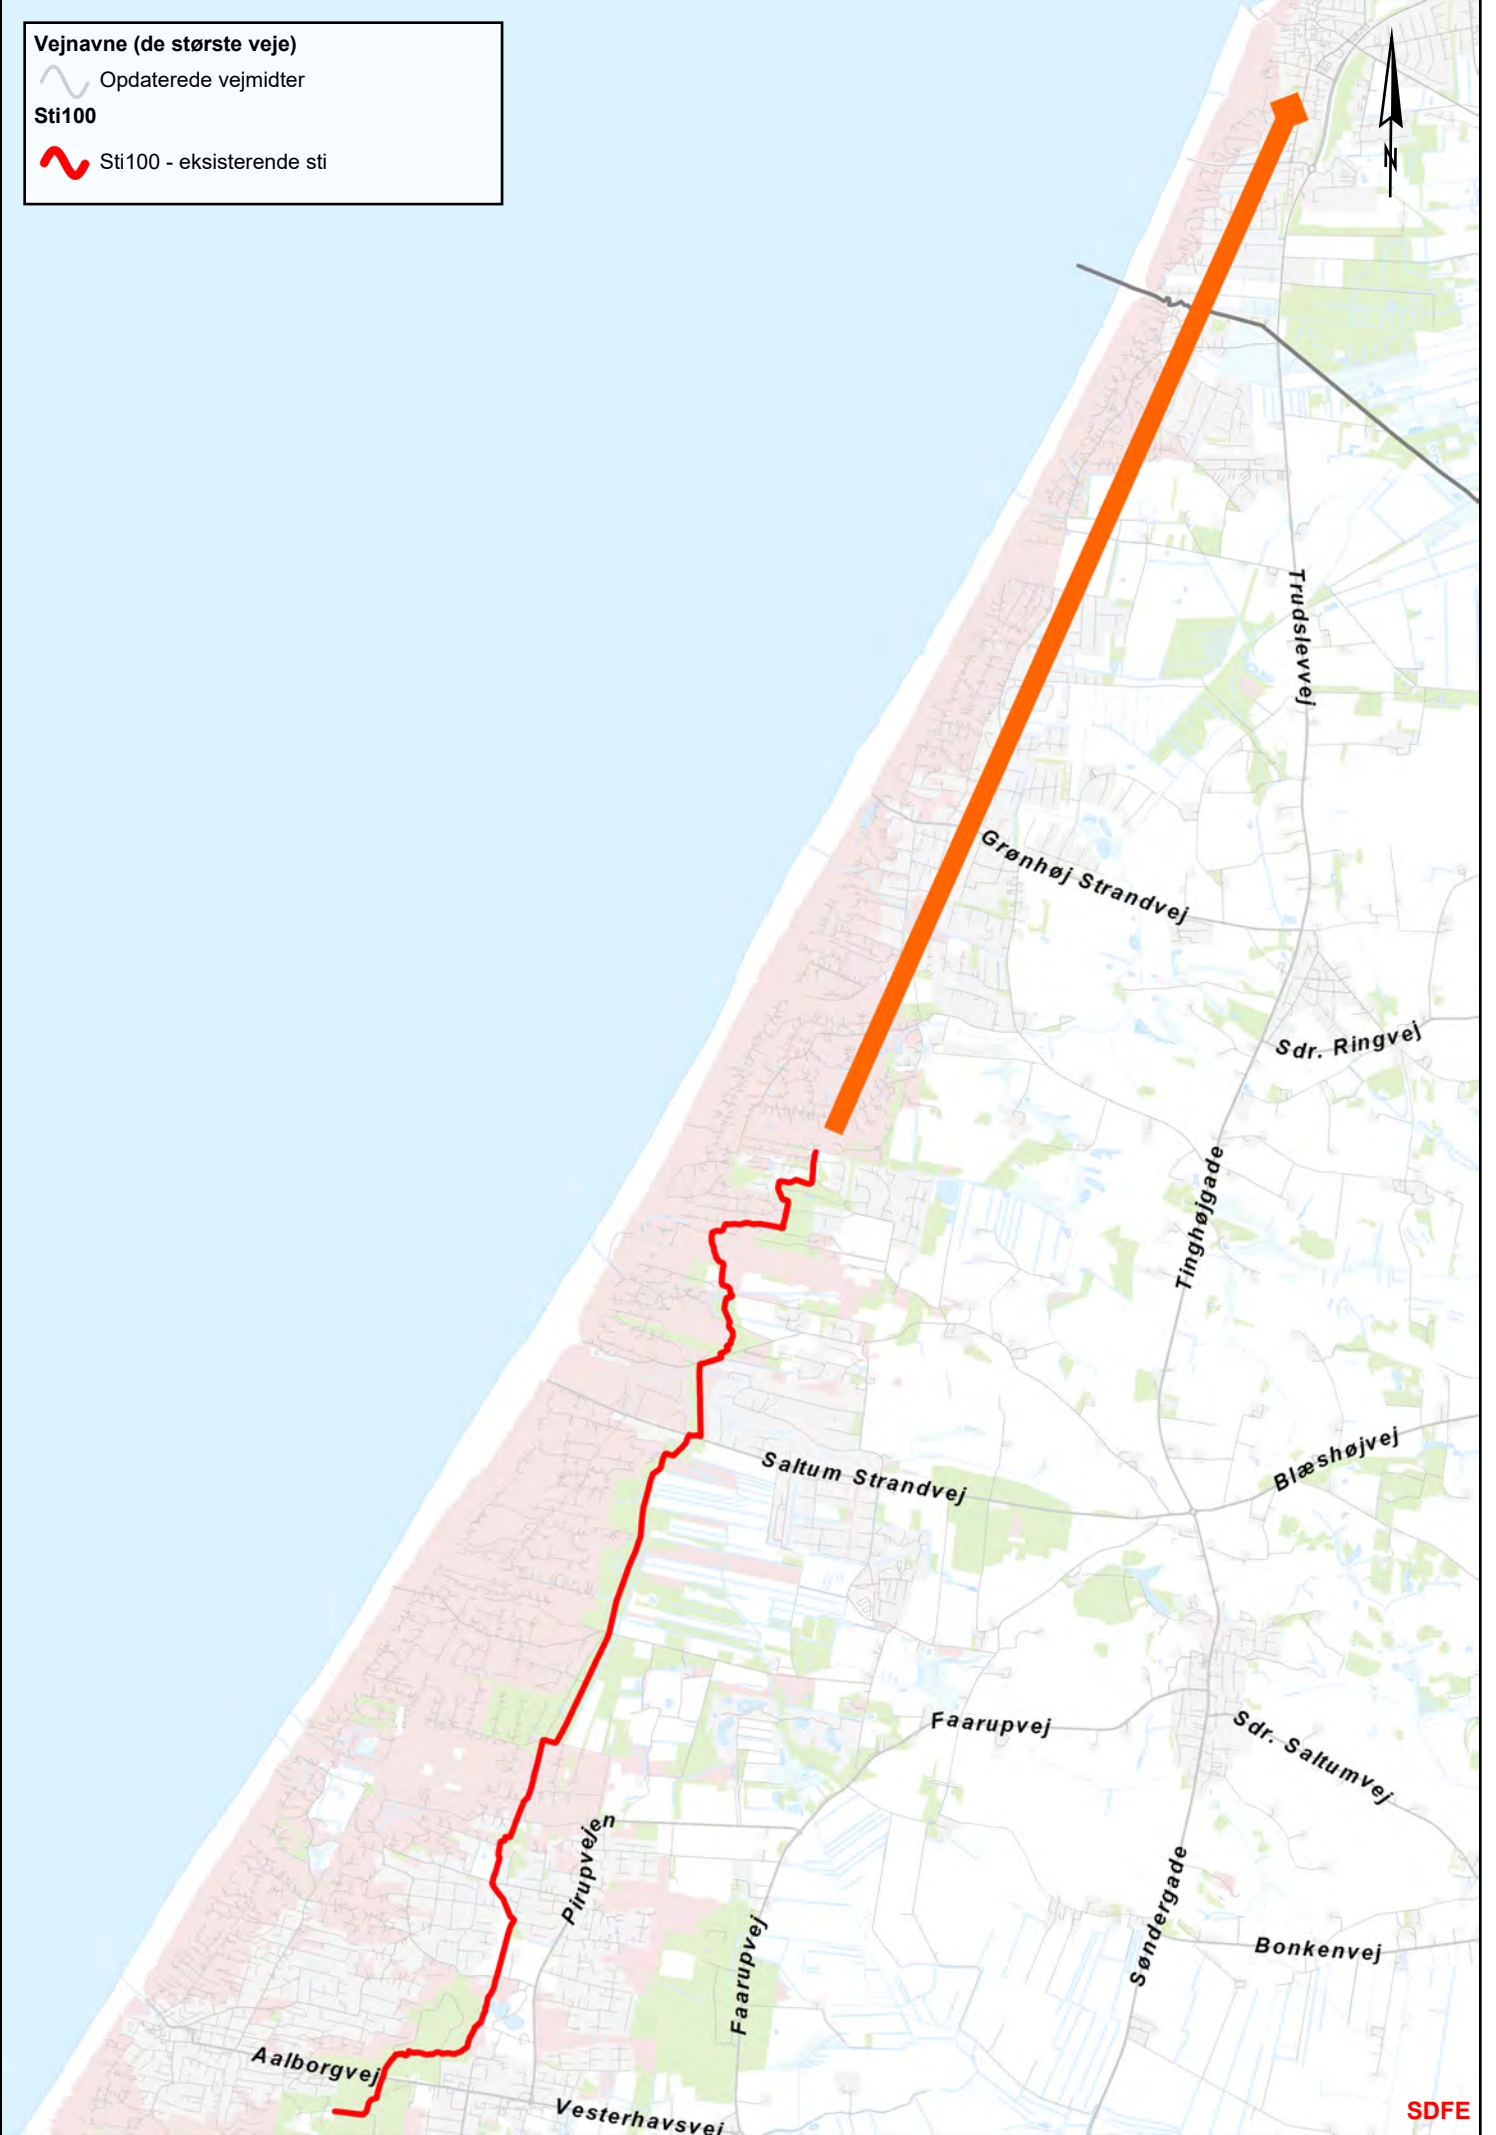 Vejnavne (de største veje)
Opdaterede vejmidter
Sti100
Sti100 - eksisterende sti
N
Trudslevvej
Grønhøj Strandvej
Sdr. Ringvej
Tinghøjgade
Blæshøjvej
Saltum Strandvej
Faarupvej
Sdr. Saltumvej
Pirupvejen
Søndergade
Faarupvej
Bonkenvej
Aalborgvej
Vesterhavsvej
SDFE